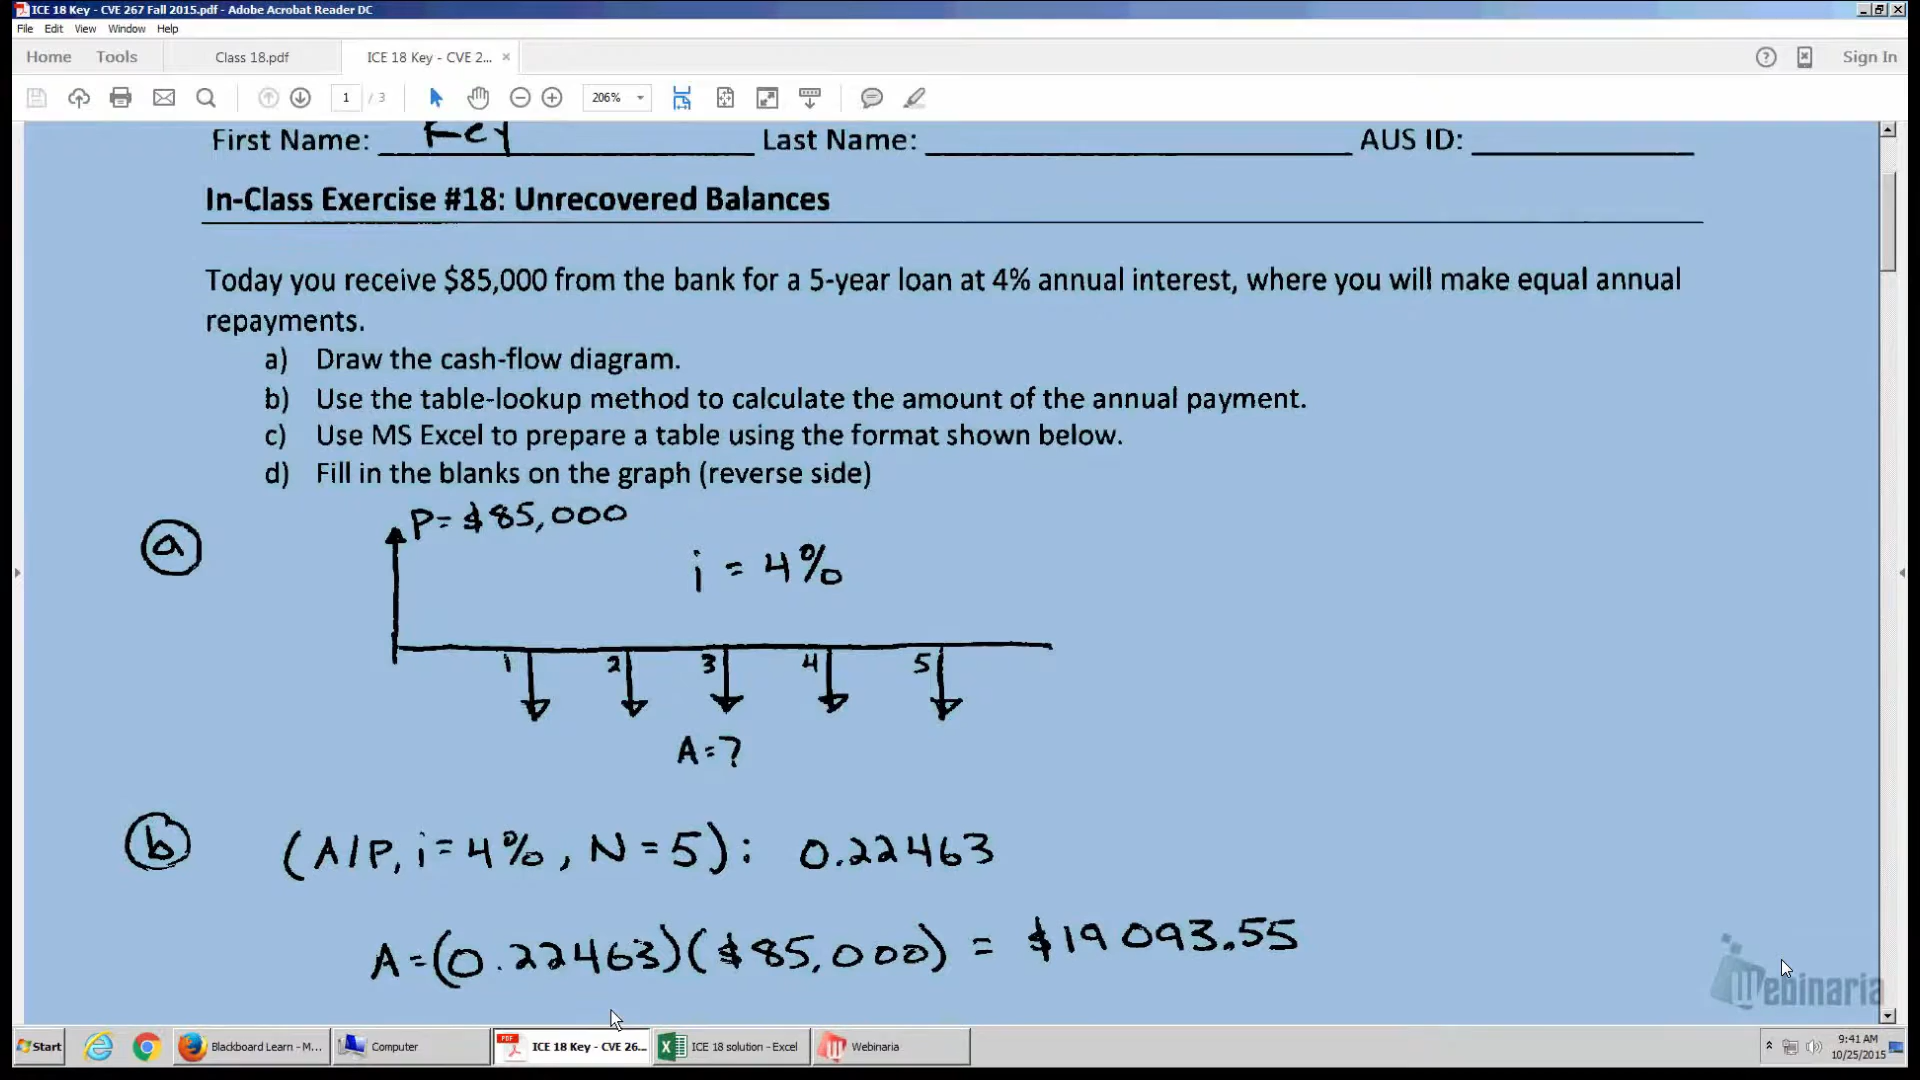 ICE 18 Key - CVE 267 Fall 2015.pdf - Adobe Acrobat Reader DC
File Edit View Window Help
Home Tools Class 18.pdf ICE 18 Key - CVE 2... × Sign In
1 / 3 206%
First Name: Key Last Name: AUS ID:
In-Class Exercise #18: Unrecovered Balances
Today you receive $85,000 from the bank for a 5-year loan at 4% annual interest, where you will make equal annual
repayments.
a) Draw the cash-flow diagram.
b) Use the table-lookup method to calculate the amount of the annual payment.
c) Use MS Excel to prepare a table using the format shown below.
d) Fill in the blanks on the graph (reverse side)
P= $85,000
a
i = 4%
1 2 3 4 5
A=?
b (A/P, i=4%, N=5): 0.22463
A=(0.22463)($85,000) = $19093.55
Webinaria
Start Blackboard Learn - M... Computer ICE 18 Key - CVE 26... ICE 18 solution - Excel Webinaria 9:41 AM
10/25/2015